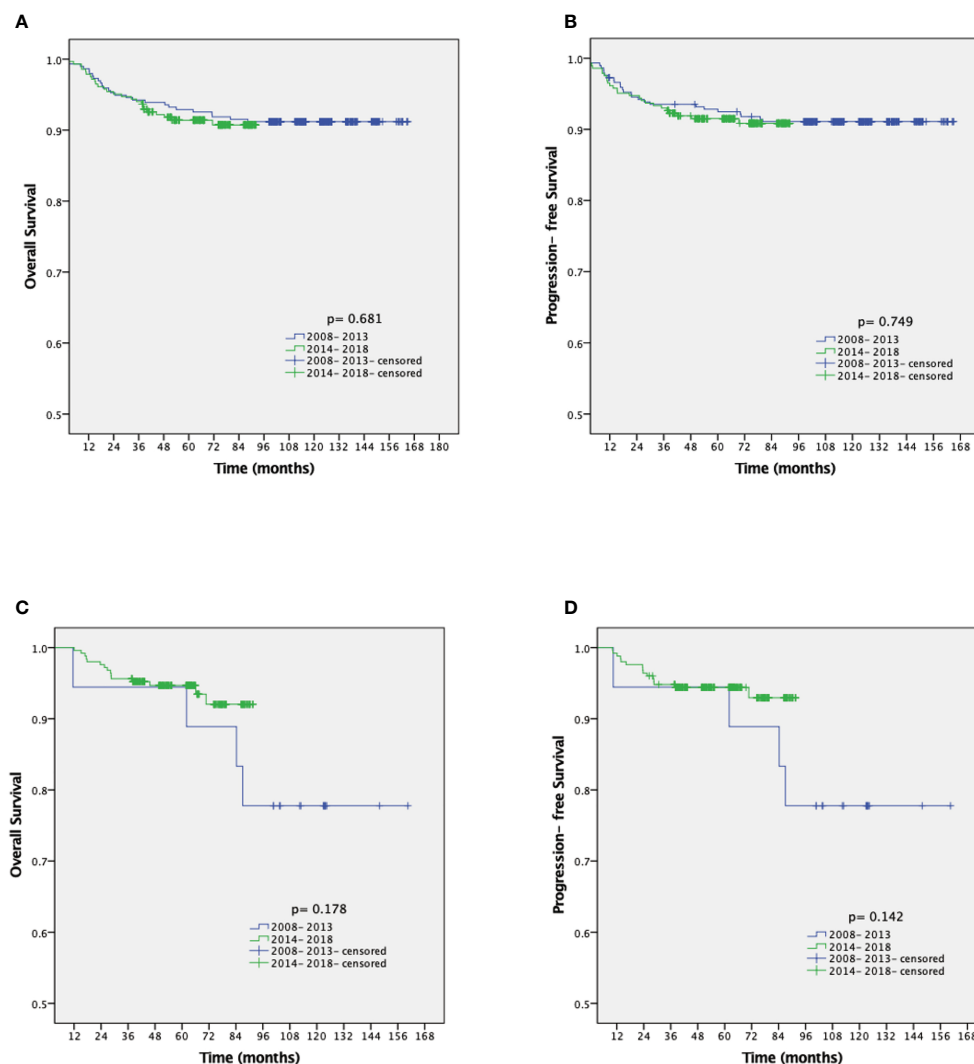 A
Overall Survival
1.0
0.9
0.8
0.7
0.6
0.5
p= 0.681
2008- 2013
2014- 2018
2008- 2013- censored
2014- 2018- censored
12 24 36 48 60 72 84 96 108 120 132 144 156 168 180
Time (months)
B
Progression- free Survival
1.0
0.9
0.8
0.7
0.6
0.5
p= 0.749
2008- 2013
2014- 2018
2008- 2013- censored
2014- 2018- censored
12 24 36 48 60 72 84 96 108 120 132 144 156 168
Time (months)
C
Overall Survival
1.0
0.9
0.8
0.7
0.6
0.5
p= 0.178
2008- 2013
2014- 2018
2008- 2013- censored
2014- 2018- censored
12 24 36 48 60 72 84 96 108 120 132 144 156 168
Time (months)
D
Progression- free Survival
1.0
0.9
0.8
0.7
0.6
0.5
p= 0.142
2008- 2013
2014- 2018
2008- 2013- censored
2014- 2018- censored
12 24 36 48 60 72 84 96 108 120 132 144 156 168
Time (months)